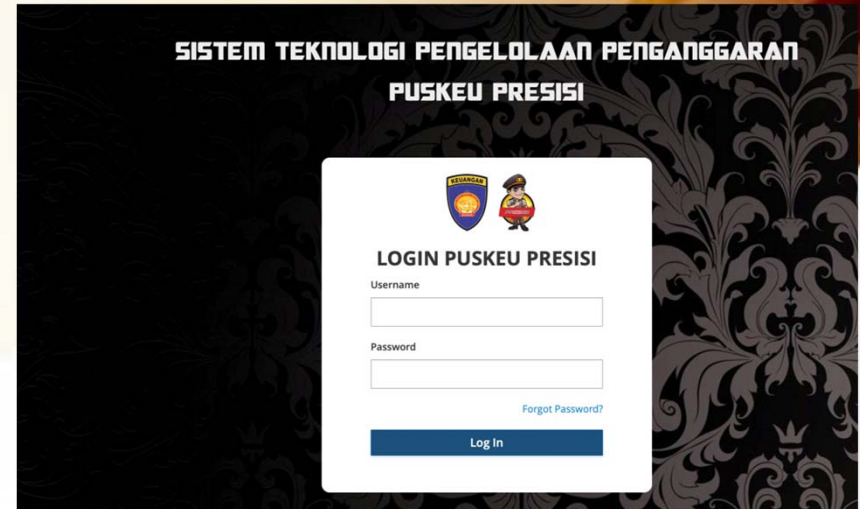 SISTEM TEKNOLOGI PENGELOLAAN PENGANGGARAN
PUSKEU PRESISI
KEUANGAN
LOGIN PUSKEU PRESISI
Username
Password
Forgot Password?
Log In